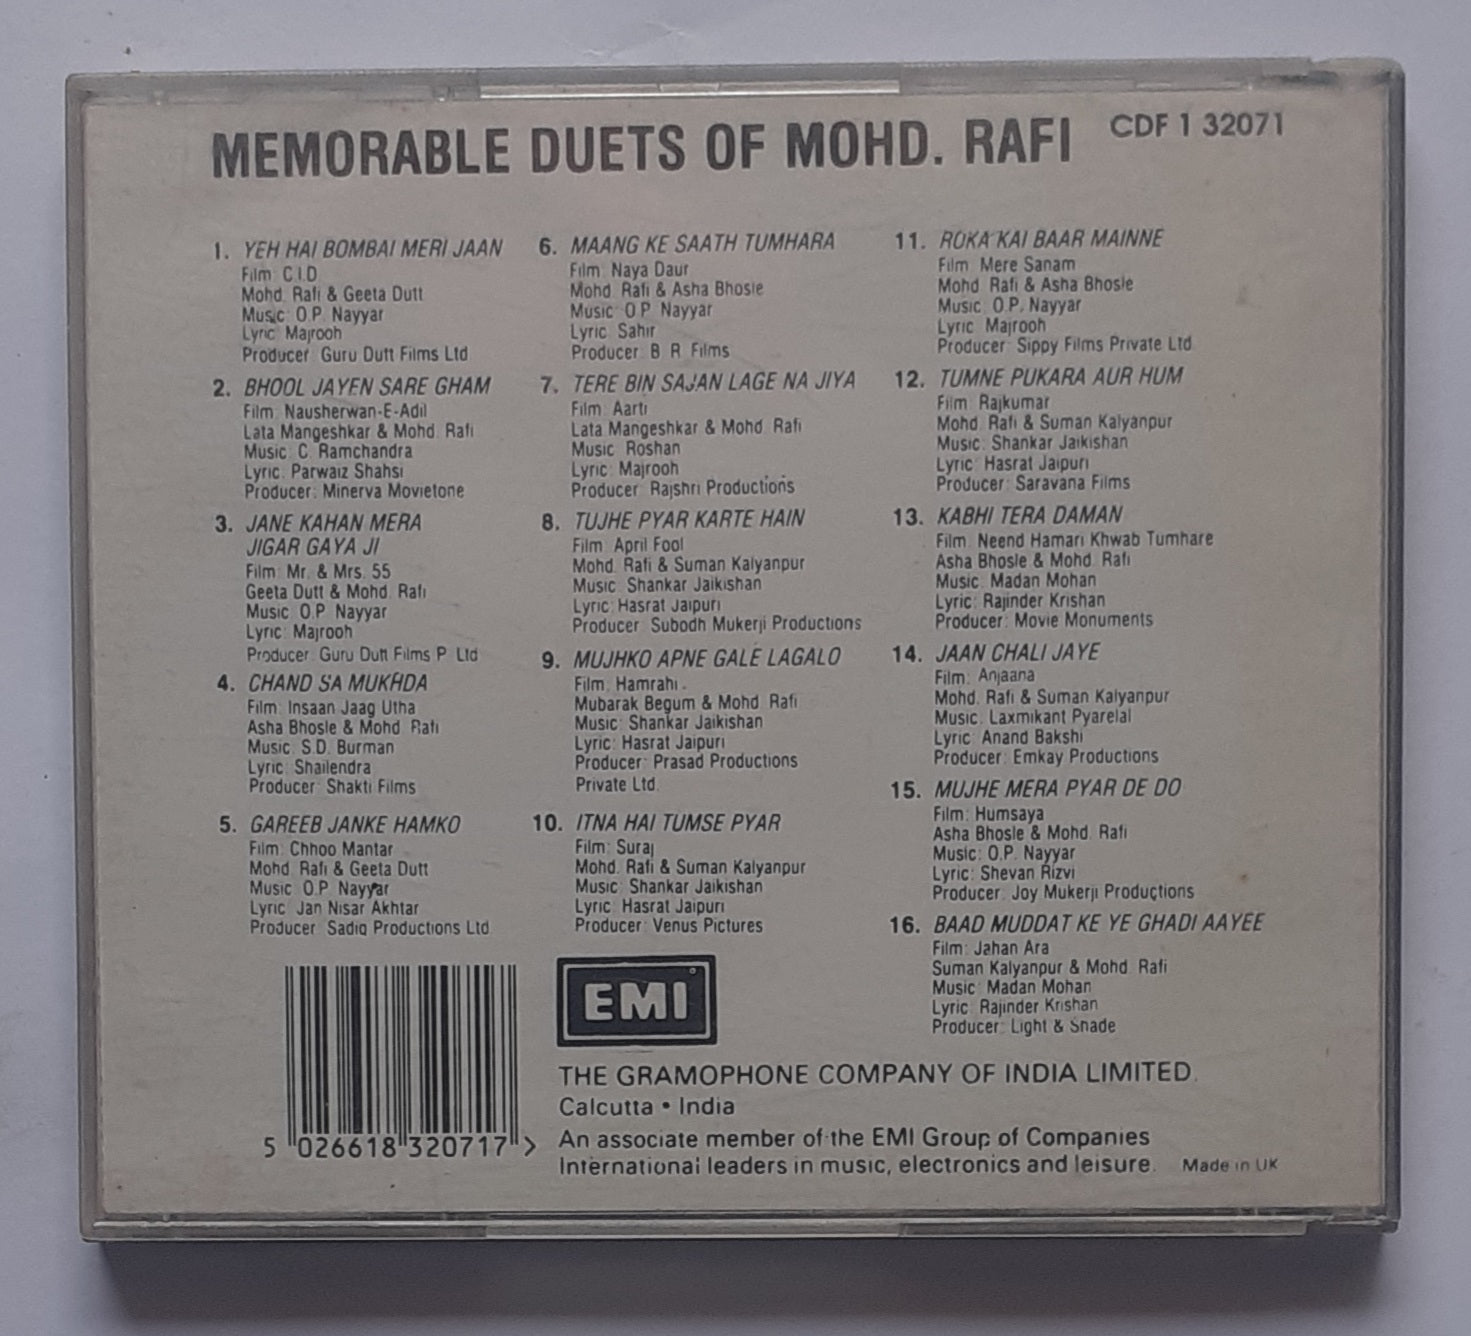 MEMORABLE DUETS OF MOHD. RAFI
CDF 1 32071
1. YEH HAI BOMBAI MERI JAAN
Film: C.I.D.
Mohd. Rafi & Geeta Dutt
Music: O.P. Nayyar
Lyric: Majrooh
Producer: Guru Dutt Films Ltd
2. BHOOL JAYEN SARE GHAM
Film: Nausherwan-E-Adil
Lata Mangeshkar & Mohd. Rafi
Music: C. Ramchandra
Lyric: Parwaiz Shahsi
Producer: Minerva Movietone
3. JANE KAHAN MERA
JIGAR GAYA JI
Film: Mr. & Mrs. 55
Geeta Dutt & Mohd. Rafi
Music: O.P. Nayyar
Lyric: Majrooh
Producer: Guru Dutt Films P. Ltd
4. CHAND SA MUKHDA
Film: Insaan Jaag Utha
Asha Bhosle & Mohd. Rafi
Music: S.D. Burman
Lyric: Shailendra
Producer: Shakti Films
5. GAREEB JANKE HAMKO
Film: Chhoo Mantar
Mohd. Rafi & Geeta Dutt
Music: O.P. Nayyar
Lyric: Jan Nisar Akhtar
Producer: Sadiq Productions Ltd
6. MAANG KE SAATH TUMHARA
Film: Naya Daur
Mohd. Rafi & Asha Bhosle
Music: O.P. Nayyar
Lyric: Sahir
Producer: B. R. Films
7. TERE BIN SAJAN LAGE NA JIYA
Film: Aarti
Lata Mangeshkar & Mohd. Rafi
Music: Roshan
Lyric: Majrooh
Producer: Rajshri Productions
8. TUJHE PYAR KARTE HAIN
Film: April Fool
Mohd. Rafi & Suman Kalyanpur
Music: Shankar Jaikishan
Lyric: Hasrat Jaipuri
Producer: Subodh Mukerji Productions
9. MUJHKO APNE GALE LAGALO
Film: Hamrahi
Mubarak Begum & Mohd. Rafi
Music: Shankar Jaikishan
Lyric: Hasrat Jaipuri
Producer: Prasad Productions
Private Ltd.
10. ITNA HAI TUMSE PYAR
Film: Suraj
Mohd. Rafi & Suman Kalyanpur
Music: Shankar Jaikishan
Lyric: Hasrat Jaipuri
Producer: Venus Pictures
11. ROKA KAI BAAR MAINNE
Film: Mere Sanam
Mohd. Rafi & Asha Bhosle
Music: O.P. Nayyar
Lyric: Majrooh
Producer: Sippy Films Private Ltd.
12. TUMNE PUKARA AUR HUM
Film: Rajkumar
Mohd. Rafi & Suman Kalyanpur
Music: Shankar Jaikishan
Lyric: Hasrat Jaipuri
Producer: Saravana Films
13. KABHI TERA DAMAN
Film: Neend Hamari Khwab Tumhare
Asha Bhosle & Mohd. Rafi
Music: Madan Mohan
Lyric: Rajinder Krishan
Producer: Movie Monuments
14. JAAN CHALI JAYE
Film: Anjaana
Mohd. Rafi & Suman Kalyanpur
Music: Laxmikant Pyarelal
Lyric: Anand Bakshi
Producer: Emkay Productions
15. MUJHE MERA PYAR DE DO
Film: Humsaya
Asha Bhosle & Mohd. Rafi
Music: O.P. Nayyar
Lyric: Shevan Rizvi
Producer: Joy Mukerji Productions
16. BAAD MUDDAT KE YE GHADI AAYEE
Film: Jahan Ara
Suman Kalyanpur & Mohd. Rafi
Music: Madan Mohan
Lyric: Rajinder Krishan
Producer: Light & Shade
5 026618 320717 >
EMI
THE GRAMOPHONE COMPANY OF INDIA LIMITED.
Calcutta • India
An associate member of the EMI Group of Companies
International leaders in music, electronics and leisure. Made in UK